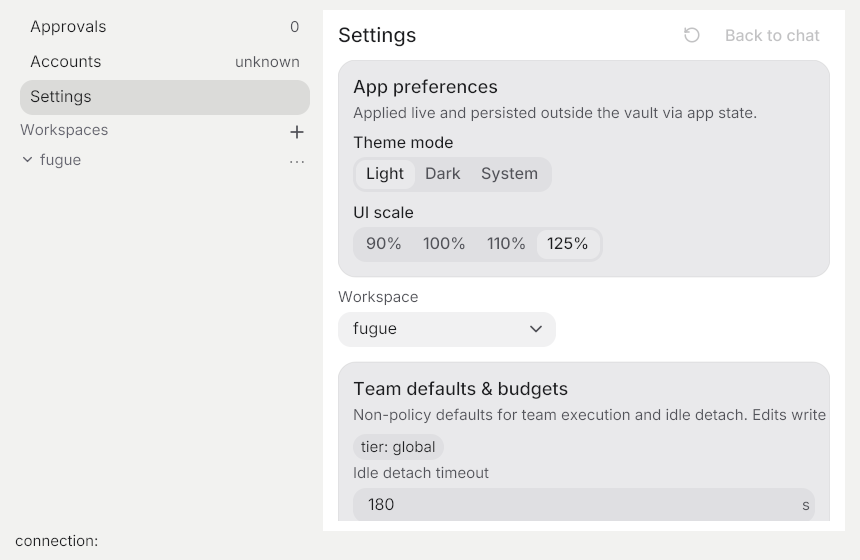 Approvals 0
Accounts unknown
Settings
Workspaces +
fugue ...
connection:
Settings Back to chat
App preferences
Applied live and persisted outside the vault via app state.
Theme mode
Light Dark System
UI scale
90% 100% 110% 125%
Workspace
fugue
Team defaults & budgets
Non-policy defaults for team execution and idle detach. Edits write
tier: global
Idle detach timeout
180 s